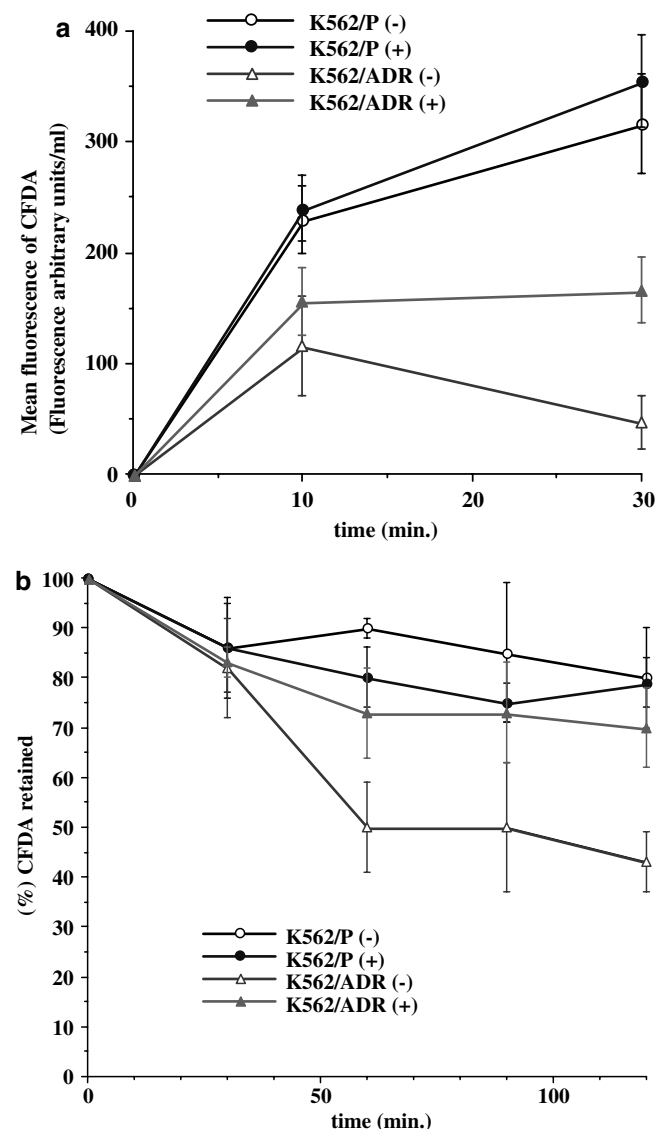 a
K562/P (-)
K562/P (+)
K562/ADR (-)
K562/ADR (+)
400
300
200
100
0
0
10
20
30
Mean fluorescence of CFDA
(Fluorescence arbitrary units/ml)
time (min.)
b
100
90
80
70
60
50
40
30
20
10
0
(%) CFDA retained
K562/P (-)
K562/P (+)
K562/ADR (-)
K562/ADR (+)
0
50
100
time (min.)